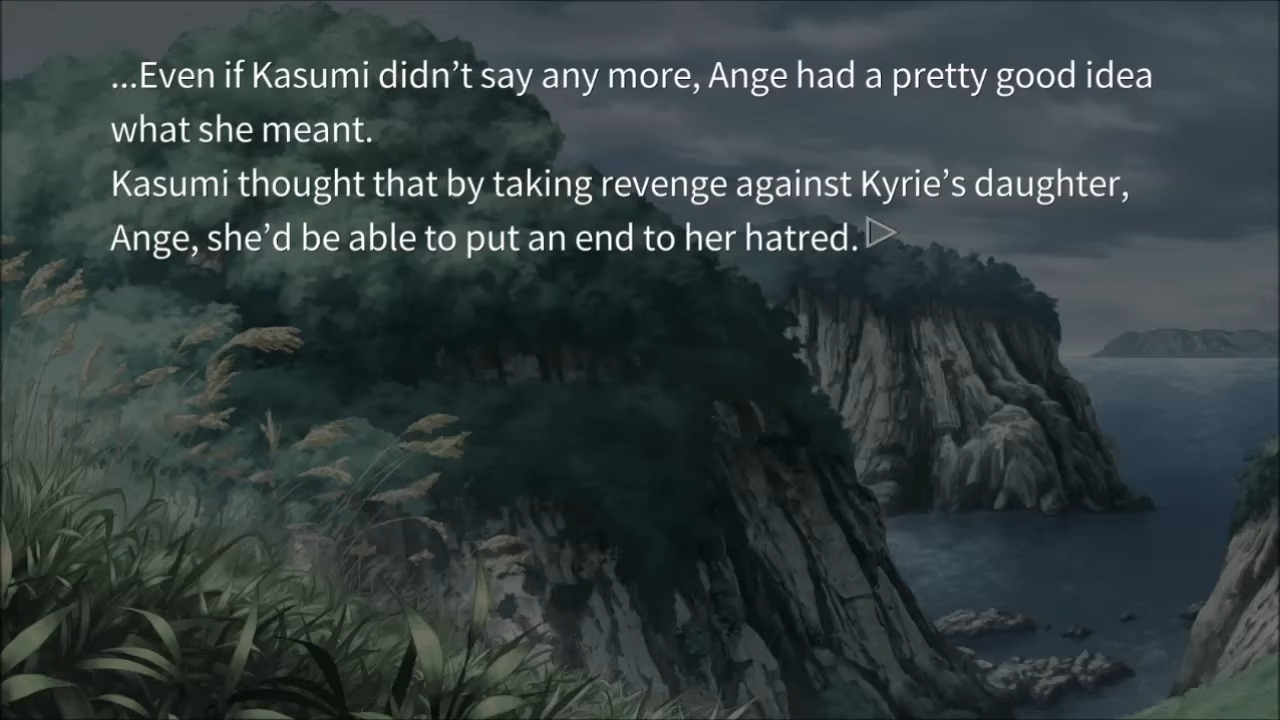 ...Even if Kasumi didn’t say any more, Ange had a pretty good idea
what she meant.
Kasumi thought that by taking revenge against Kyrie’s daughter,
Ange, she’d be able to put an end to her hatred.